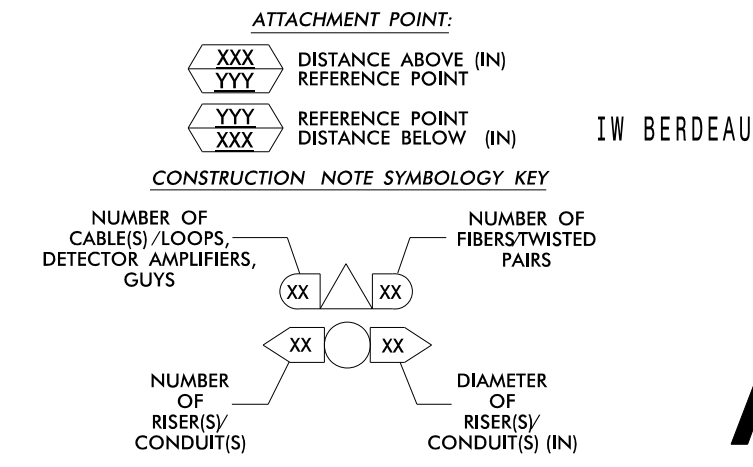 ATTACHMENT POINT:
XXX
YYY
DISTANCE ABOVE (IN)
REFERENCE POINT
YYY
XXX
REFERENCE POINT
DISTANCE BELOW (IN)
IW BERDEAU
CONSTRUCTION NOTE SYMBOLOGY KEY
NUMBER OF
CABLE(S)/LOOPS,
DETECTOR AMPLIFIERS,
GUYS
NUMBER OF
FIBERS/TWISTED
PAIRS
XX
XX
XX
XX
NUMBER
OF
RISER(S)/
CONDUIT(S)
DIAMETER
OF
RISER(S)/
CONDUIT(S) (IN)